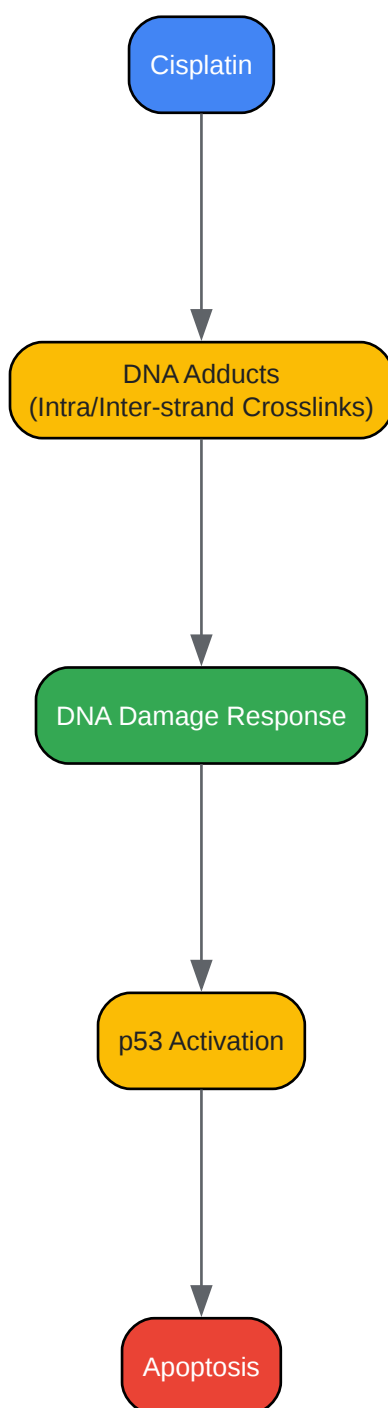 Cisplatin
DNA Adducts
(Intra/Inter-strand Crosslinks)
DNA Damage Response
p53 Activation
Apoptosis